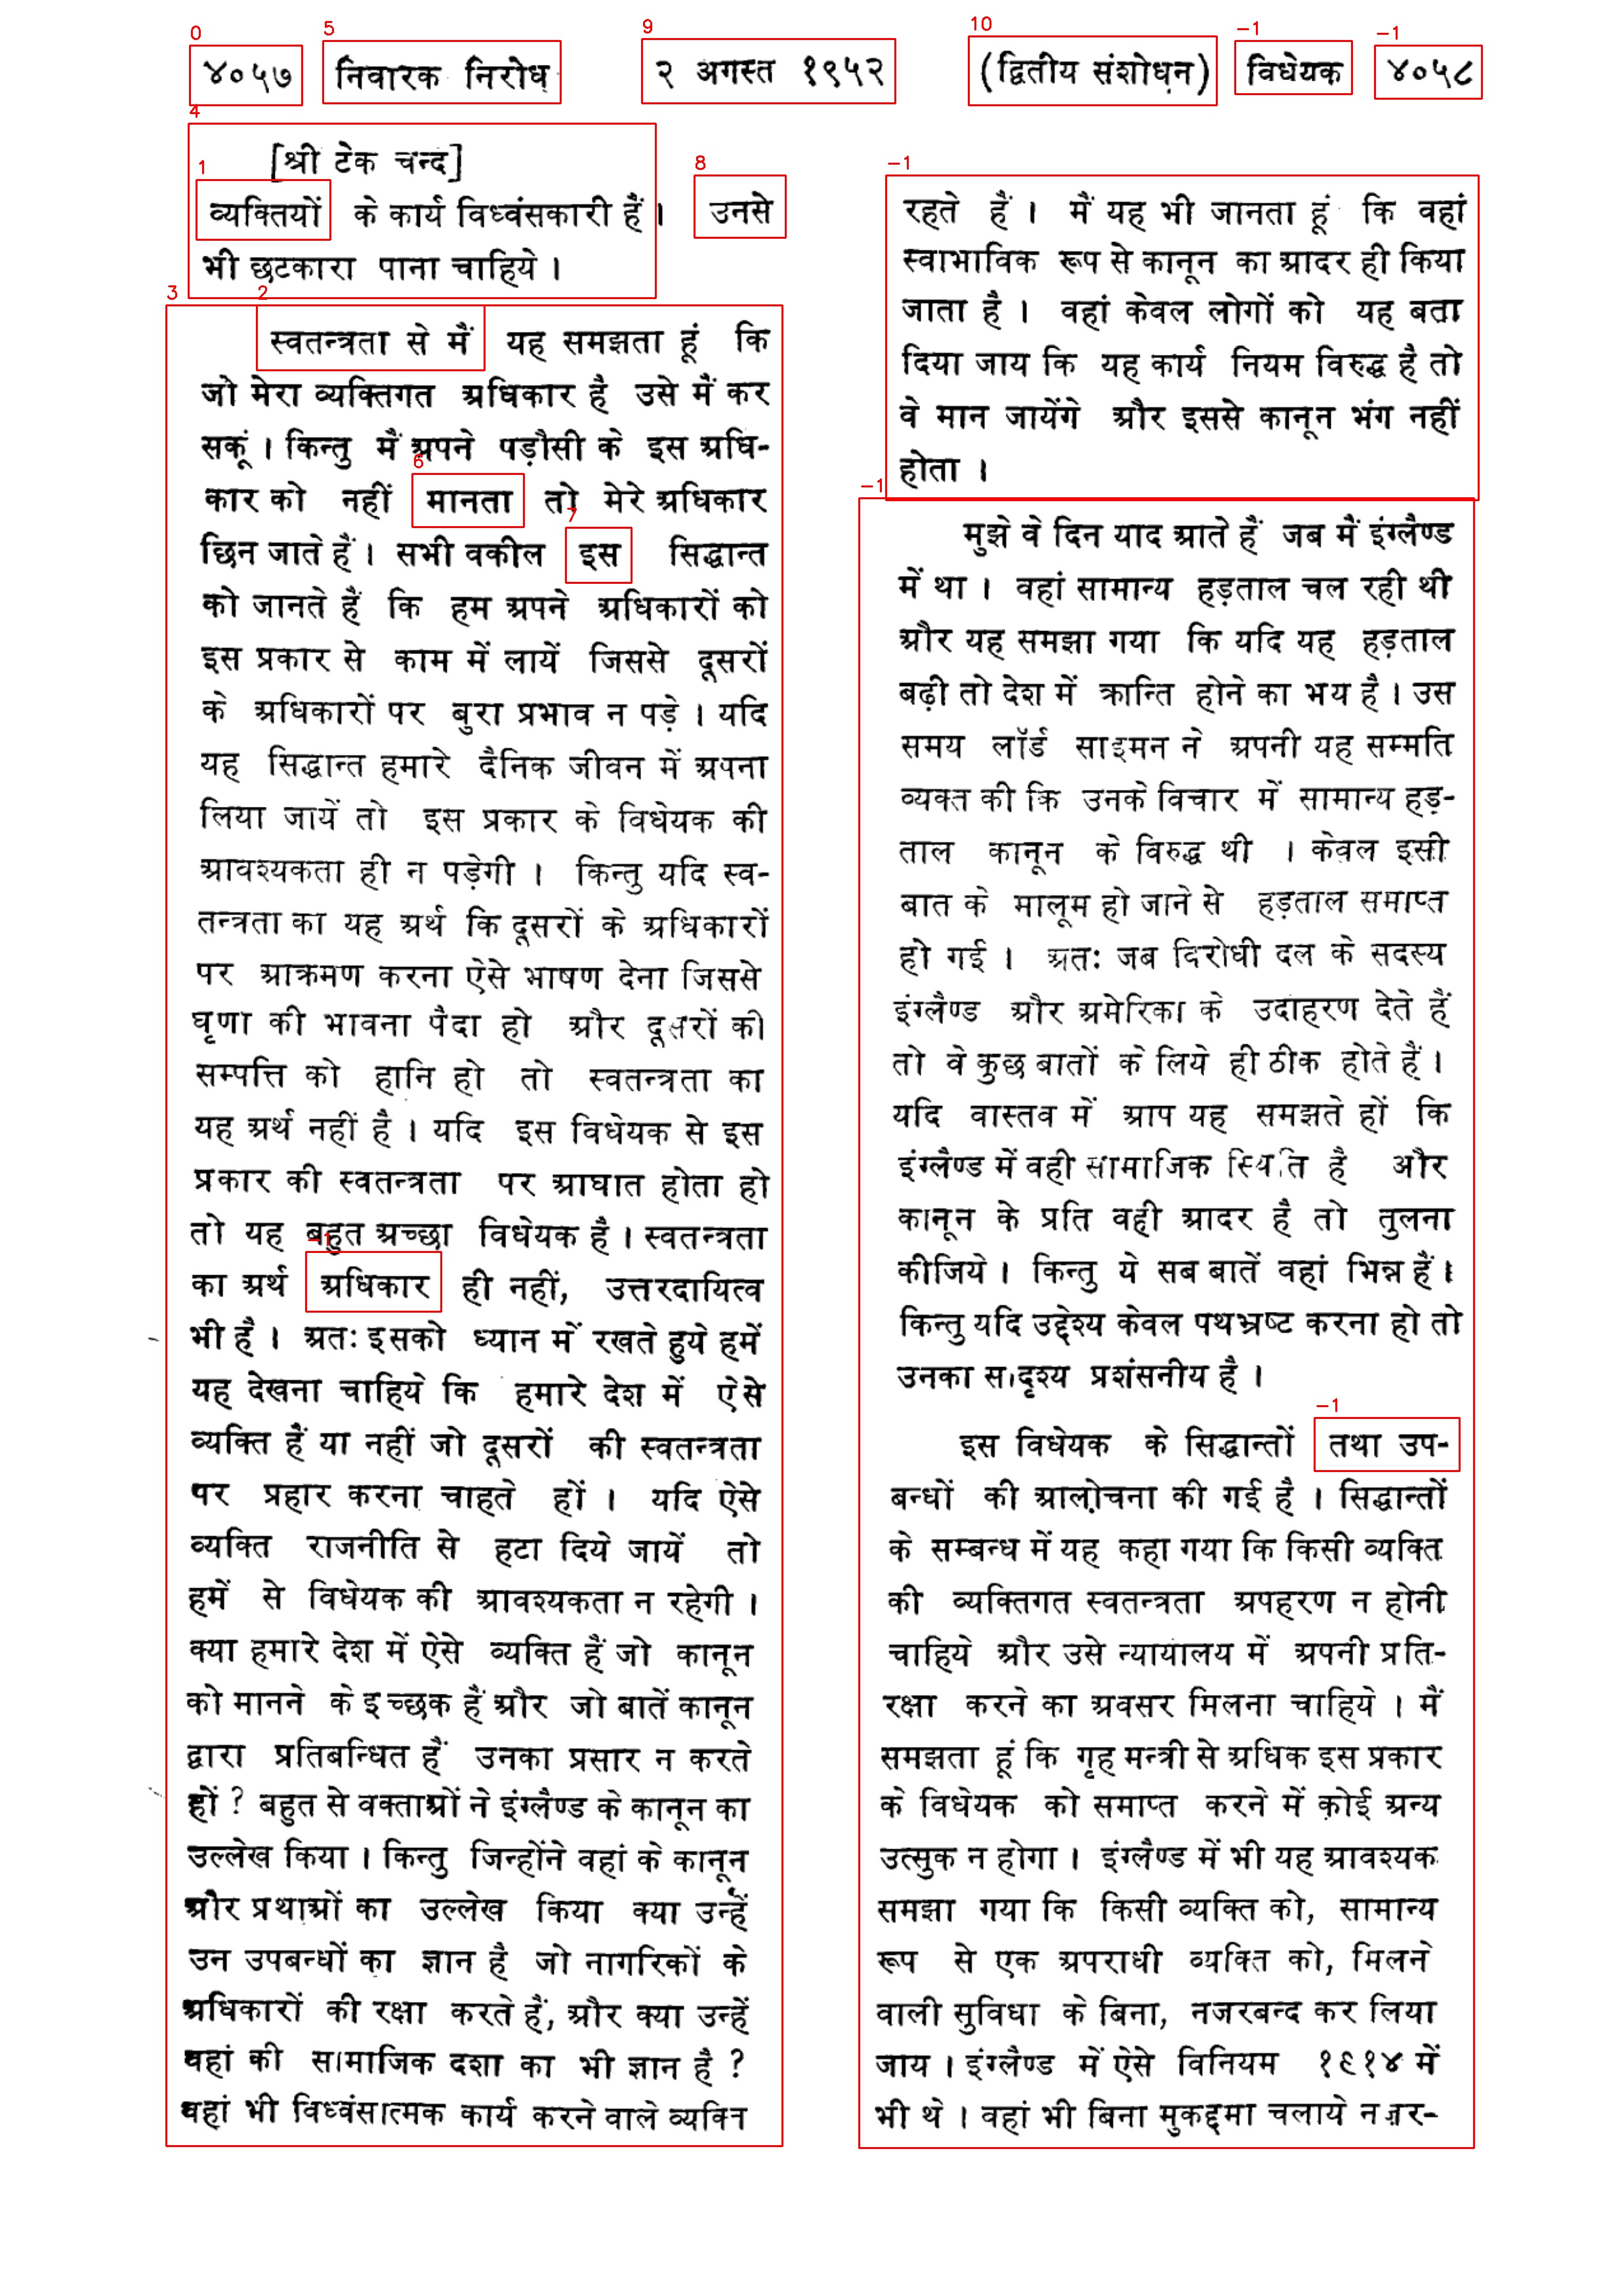 ४०५७ निवारक निरोध २ अगस्त १९५२ (द्वितीय संशोधन) विधेयक ४०५८
[श्री टेक चन्द]
व्यक्तियों के कार्य विध्वंसकारी हैं। उनसे
भी छटकारा पाना चाहिये।
स्वतन्त्रता से मैं यह समझता हूं कि
जो मेरा व्यक्तिगत अधिकार है उसे मैं कर
सकूं। किन्तु मैं अपने पड़ौसी के इस अधि-
कार को नहीं मानता तो मेरे अधिकार
छिन जाते हैं। सभी वकील इस सिद्धान्त
को जानते हैं कि हम अपने अधिकारों को
इस प्रकार से काम में लायें जिससे दूसरों
के अधिकारों पर बुरा प्रभाव न पड़े। यदि
यह सिद्धान्त हमारे दैनिक जीवन में अपना
लिया जायें तो इस प्रकार के विधेयक की
आवश्यकता ही न पड़ेगी। किन्तु यदि स्व-
तन्त्रता का यह अर्थ कि दूसरों के अधिकारों
पर आक्रमण करना ऐसे भाषण देना जिससे
घृणा की भावना पैदा हो और दूसरों की
सम्पत्ति को हानि हो तो स्वतन्त्रता का
यह अर्थ नहीं है। यदि इस विधेयक से इस
प्रकार की स्वतन्त्रता पर आघात होता हो
तो यह बहुत अच्छा विधेयक है। स्वतन्त्रता
का अर्थ अधिकार ही नहीं, उत्तरदायित्व
भी है। अतः इसको ध्यान में रखते हुये हमें
यह देखना चाहिये कि हमारे देश में ऐसे
व्यक्ति हैं या नहीं जो दूसरों की स्वतन्त्रता
पर प्रहार करना चाहते हों। यदि ऐसे
व्यक्ति राजनीति से हटा दिये जायें तो
हमें से विधेयक की आवश्यकता न रहेगी।
क्या हमारे देश में ऐसे व्यक्ति हैं जो कानून
को मानने के इच्छक हैं और जो बातें कानून
द्वारा प्रतिबन्धित हैं उनका प्रसार न करते
हों? बहुत से वक्ताओं ने इंग्लैण्ड के कानून का
उल्लेख किया। किन्तु जिन्होंने वहां के कानून
और प्रथाओं का उल्लेख किया क्या उन्हें
उन उपबन्धों का ज्ञान है जो नागरिकों के
अधिकारों की रक्षा करते हैं, और क्या उन्हें
वहां की सामाजिक दशा का भी ज्ञान है?
वहां भी विध्वंसात्मक कार्य करने वाले व्यक्ति
रहते हैं। मैं यह भी जानता हूं कि वहां
स्वाभाविक रूप से कानून का आदर ही किया
जाता है। वहां केवल लोगों को यह बता
दिया जाय कि यह कार्य नियम विरुद्ध है तो
वे मान जायेंगे और इससे कानून भंग नहीं
होता।
मुझे वे दिन याद आते हैं जब मैं इंग्लैण्ड
में था। वहां सामान्य हड़ताल चल रही थी
और यह समझा गया कि यदि यह हड़ताल
बढ़ी तो देश में क्रान्ति होने का भय है। उस
समय लॉर्ड साइमन ने अपनी यह सम्मति
व्यक्त की कि उनके विचार में सामान्य हड़-
ताल कानून के विरुद्ध थी। केवल इसी
बात के मालूम हो जाने से हड़ताल समाप्त
हो गई। अतः जब विरोधी दल के सदस्य
इंग्लैण्ड और अमेरिका के उदाहरण देते हैं
तो वे कुछ बातों के लिये ही ठीक होते हैं।
यदि वास्तव में आप यह समझते हों कि
इंग्लैण्ड में वही सामाजिक स्थिति है और
कानून के प्रति वही आदर है तो तुलना
कीजिये। किन्तु ये सब बातें वहां भिन्न हैं।
किन्तु यदि उद्देश्य केवल पथभ्रष्ट करना हो तो
उनका सादृश्य प्रशंसनीय है।
इस विधेयक के सिद्धान्तों तथा उप-
बन्धों की आलोचना की गई है। सिद्धान्तों
के सम्बन्ध में यह कहा गया कि किसी व्यक्ति
की व्यक्तिगत स्वतन्त्रता अपहरण न होनी
चाहिये और उसे न्यायालय में अपनी प्रति-
रक्षा करने का अवसर मिलना चाहिये। मैं
समझता हूं कि गृह मन्त्री से अधिक इस प्रकार
के विधेयक को समाप्त करने में कोई अन्य
उत्सुक न होगा। इंग्लैण्ड में भी यह आवश्यक
समझा गया कि किसी व्यक्ति को, सामान्य
रूप से एक अपराधी व्यक्ति को, मिलने
वाली सुविधा के बिना, नजरबन्द कर लिया
जाय। इंग्लैण्ड में ऐसे विनियम १९१४ में
भी थे। वहां भी बिना मुकद्दमा चलाये नजर-